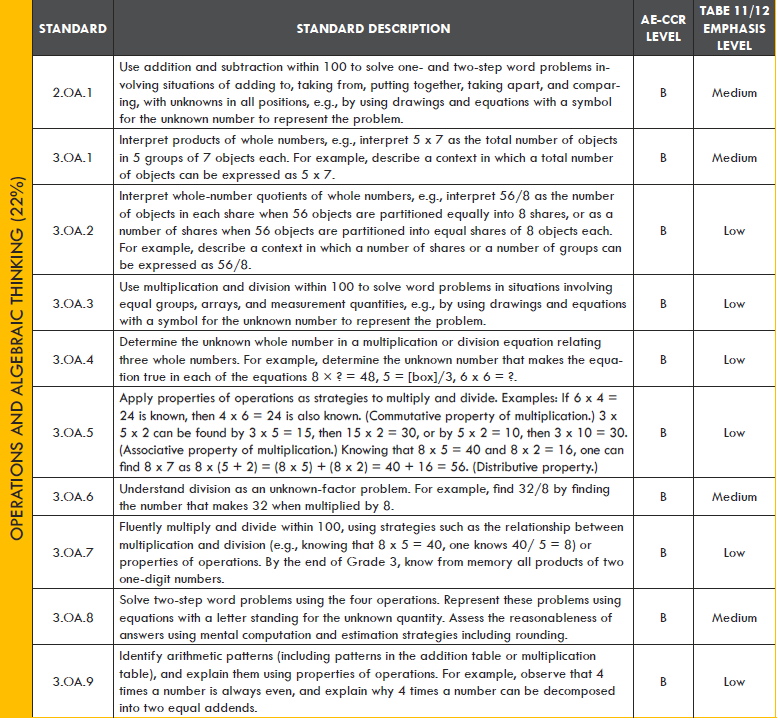 STANDARD
STANDARD DESCRIPTION
AE-CCR
LEVEL
TABE 11/12
EMPHASIS
LEVEL
OPERATIONS AND ALGEBRAIC THINKING (22%)
2.OA.1
Use addition and subtraction within 100 to solve one- and two-step word problems in-
volving situations of adding to, taking from, putting together, taking apart, and compar-
ing, with unknowns in all positions, e.g., by using drawings and equations with a symbol
for the unknown number to represent the problem.
B
Medium
3.OA.1
Interpret products of whole numbers, e.g., interpret 5 x 7 as the total number of objects
in 5 groups of 7 objects each. For example, describe a context in which a total number
of objects can be expressed as 5 x 7.
B
Medium
3.OA.2
Interpret whole-number quotients of whole numbers, e.g., interpret 56/8 as the number
of objects in each share when 56 objects are partitioned equally into 8 shares, or as a
number of shares when 56 objects are partitioned into equal shares of 8 objects each.
For example, describe a context in which a number of shares or a number of groups can
be expressed as 56/8.
B
Low
3.OA.3
Use multiplication and division within 100 to solve word problems in situations involving
equal groups, arrays, and measurement quantities, e.g., by using drawings and equations
with a symbol for the unknown number to represent the problem.
B
Low
3.OA.4
Determine the unknown whole number in a multiplication or division equation relating
three whole numbers. For example, determine the unknown number that makes the equa-
tion true in each of the equations 8 × ? = 48, 5 = [box]/3, 6 x 6 = ?.
B
Low
3.OA.5
Apply properties of operations as strategies to multiply and divide. Examples: If 6 x 4 =
24 is known, then 4 x 6 = 24 is also known. (Commutative property of multiplication.) 3 x
5 x 2 can be found by 3 x 5 = 15, then 15 x 2 = 30, or by 5 x 2 = 10, then 3 x 10 = 30.
(Associative property of multiplication.) Knowing that 8 x 5 = 40 and 8 x 2 = 16, one can
find 8 x 7 as 8 x (5 + 2) = (8 x 5) + (8 x 2) = 40 + 16 = 56. (Distributive property.)
B
Low
3.OA.6
Understand division as an unknown-factor problem. For example, find 32/8 by finding
the number that makes 32 when multiplied by 8.
B
Medium
3.OA.7
Fluently multiply and divide within 100, using strategies such as the relationship between
multiplication and division (e.g., knowing that 8 x 5 = 40, one knows 40/ 5 = 8) or
properties of operations. By the end of Grade 3, know from memory all products of two
one-digit numbers.
B
Low
3.OA.8
Solve two-step word problems using the four operations. Represent these problems using
equations with a letter standing for the unknown quantity. Assess the reasonableness of
answers using mental computation and estimation strategies including rounding.
B
Medium
3.OA.9
Identify arithmetic patterns (including patterns in the addition table or multiplication
table), and explain them using properties of operations. For example, observe that 4
times a number is always even, and explain why 4 times a number can be decomposed
into two equal addends.
B
Low